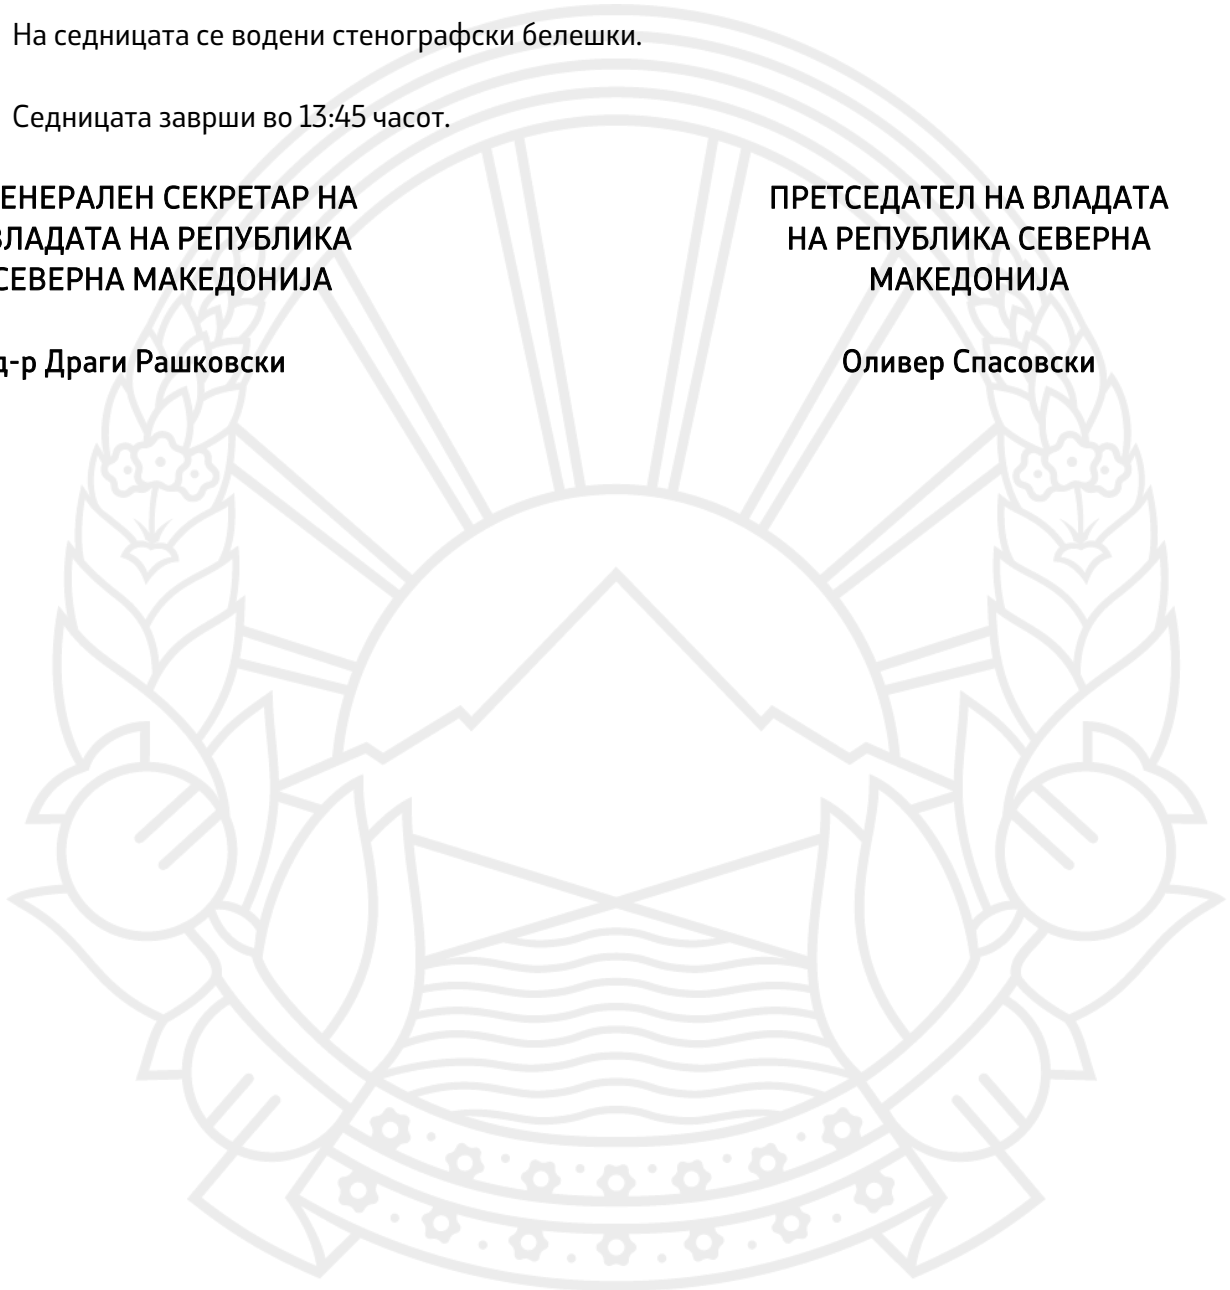 На седницата се водени стенографски белешки.
Седницата заврши во 13:45 часот.
ЕНЕРАЛЕН СЕКРЕТАР НА
ВЛАДАТА НА РЕПУБЛИКА
СЕВЕРНА МАКЕДОНИЈА
д-р Драги Рашковски
ПРЕТСЕДАТЕЛ НА ВЛАДАТА
НА РЕПУБЛИКА СЕВЕРНА
МАКЕДОНИЈА
Оливер Спасовски